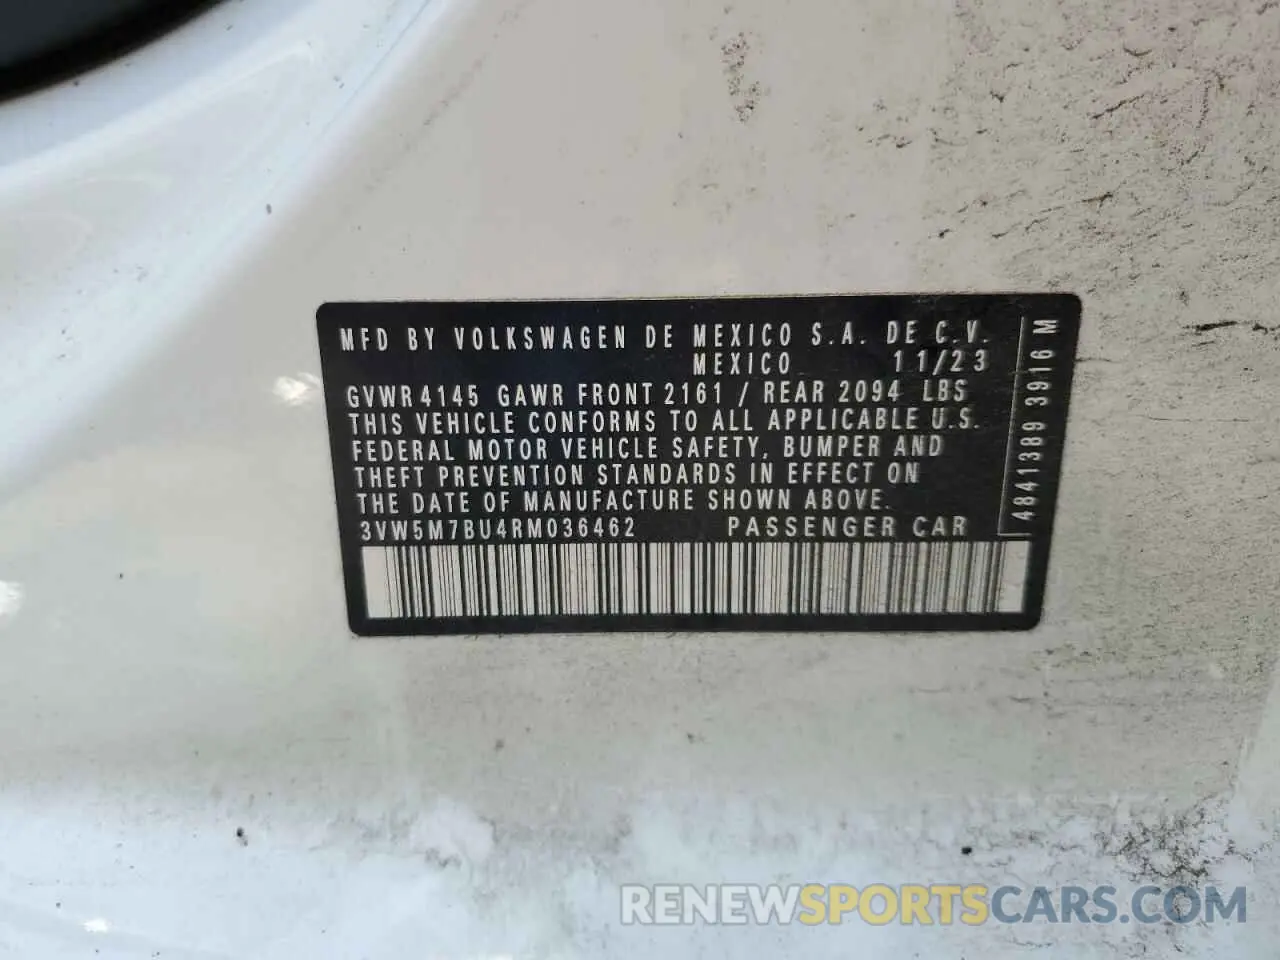 MFD BY VOLKSWAGEN DE MEXICO S.A. DE C.V.
MEXICO 11/23
GVWR 4145 GAWR FRONT 2161 / REAR 2094 LBS
THIS VEHICLE CONFORMS TO ALL APPLICABLE U.S.
FEDERAL MOTOR VEHICLE SAFETY, BUMPER AND
THEFT PREVENTION STANDARDS IN EFFECT ON
THE DATE OF MANUFACTURE SHOWN ABOVE.
3VW5M7BU4RM036462 PASSENGER CAR
4841389 3916 M
RENEWSPORTSCARS.COM